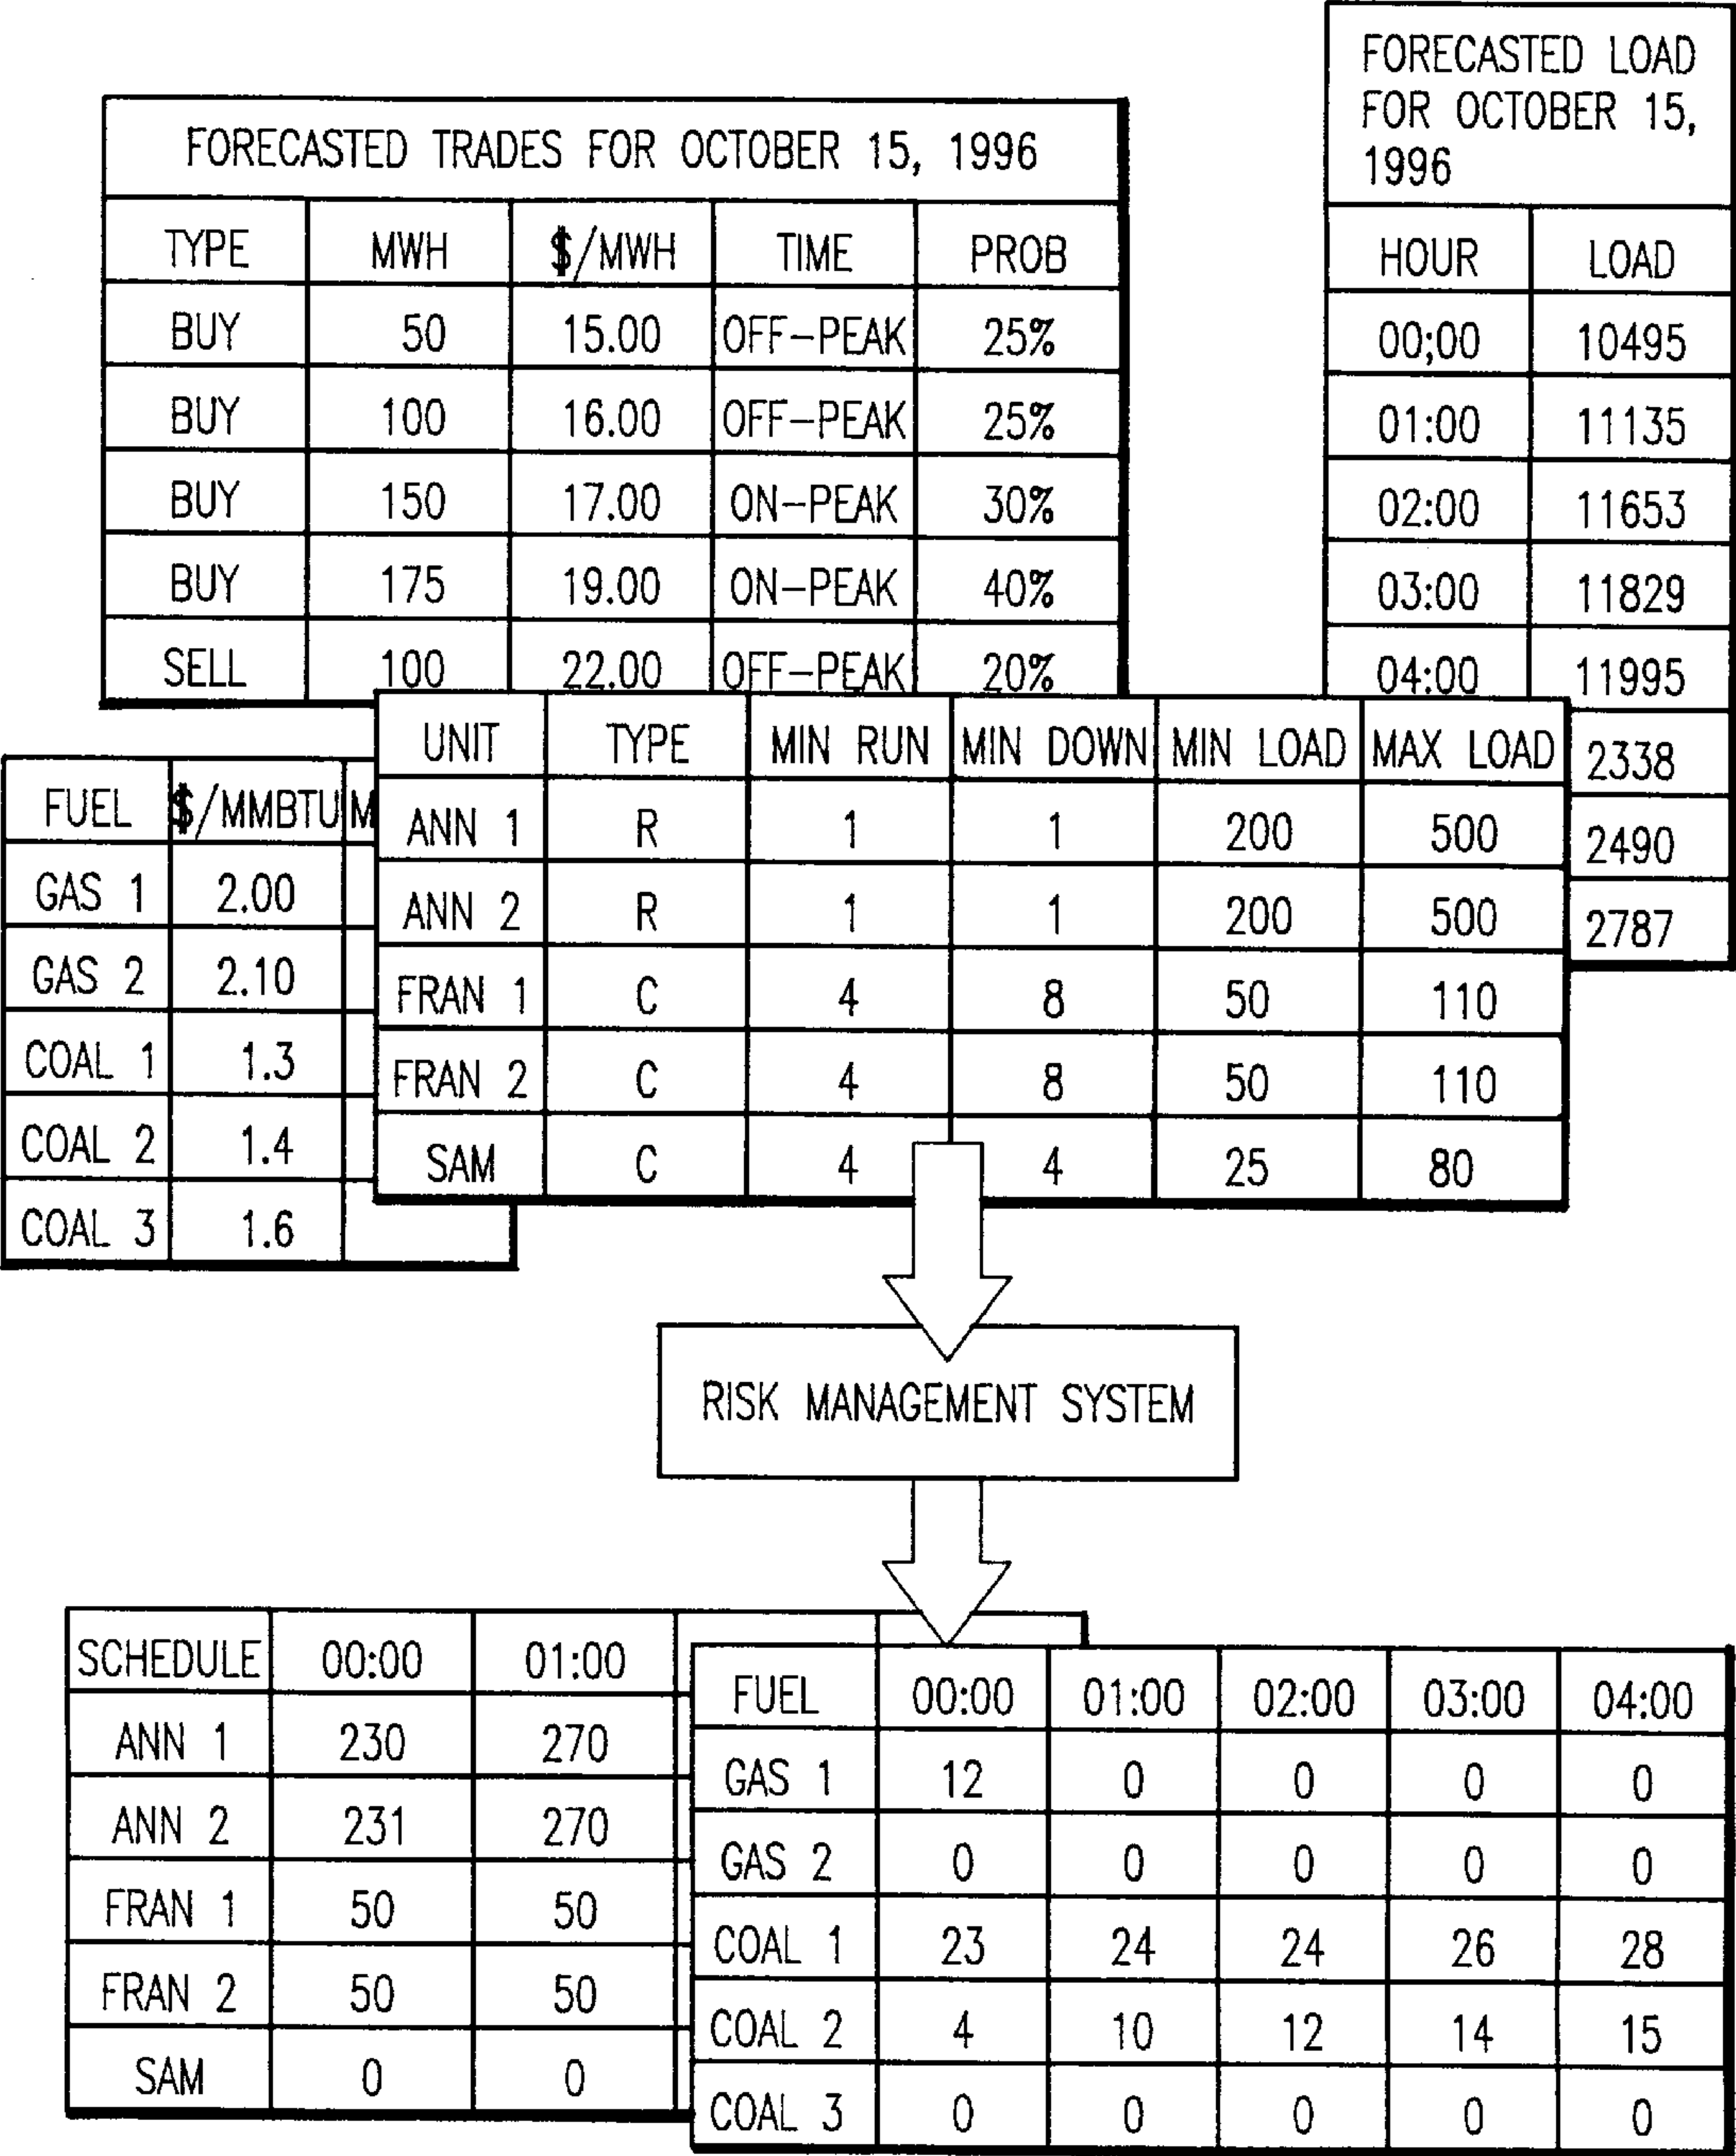 FORECASTED TRADES FOR OCTOBER 15, 1996
TYPE MWH $/MWH TIME PROB
BUY 50 15.00 OFF-PEAK 25%
BUY 100 16.00 OFF-PEAK 25%
BUY 150 17.00 ON-PEAK 30%
BUY 175 19.00 ON-PEAK 40%
SELL 100 22.00 OFF-PEAK 20%
FORECASTED LOAD
FOR OCTOBER 15,
1996
HOUR LOAD
00;00 10495
01:00 11135
02:00 11653
03:00 11829
04:00 11995
2338
2490
2787
FUEL $/MMBTU M
GAS 1 2.00
GAS 2 2.10
COAL 1 1.3
COAL 2 1.4
COAL 3 1.6
UNIT TYPE MIN RUN MIN DOWN MIN LOAD MAX LOAD
ANN 1 R 1 1 200 500
ANN 2 R 1 1 200 500
FRAN 1 C 4 8 50 110
FRAN 2 C 4 8 50 110
SAM C 4 4 25 80
RISK MANAGEMENT SYSTEM
SCHEDULE 00:00 01:00
ANN 1 230 270
ANN 2 231 270
FRAN 1 50 50
FRAN 2 50 50
SAM 0 0
FUEL 00:00 01:00 02:00 03:00 04:00
GAS 1 12 0 0 0 0
GAS 2 0 0 0 0 0
COAL 1 23 24 24 26 28
COAL 2 4 10 12 14 15
COAL 3 0 0 0 0 0